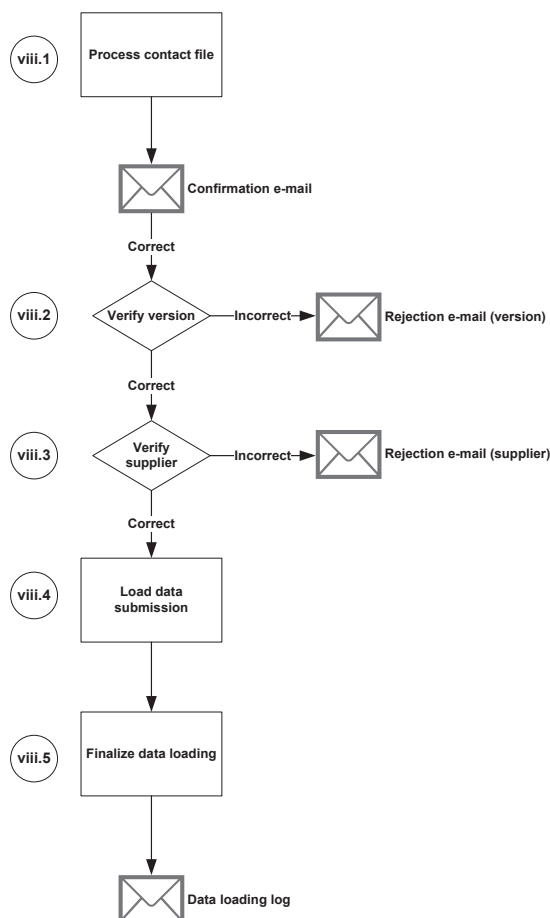 viii.1
Process contact file
Confirmation e-mail
Correct
viii.2
Verify version
Incorrect
Rejection e-mail (version)
Correct
viii.3
Verify
supplier
Incorrect
Rejection e-mail (supplier)
Correct
viii.4
Load data
submission
viii.5
Finalize data loading
Data loading log